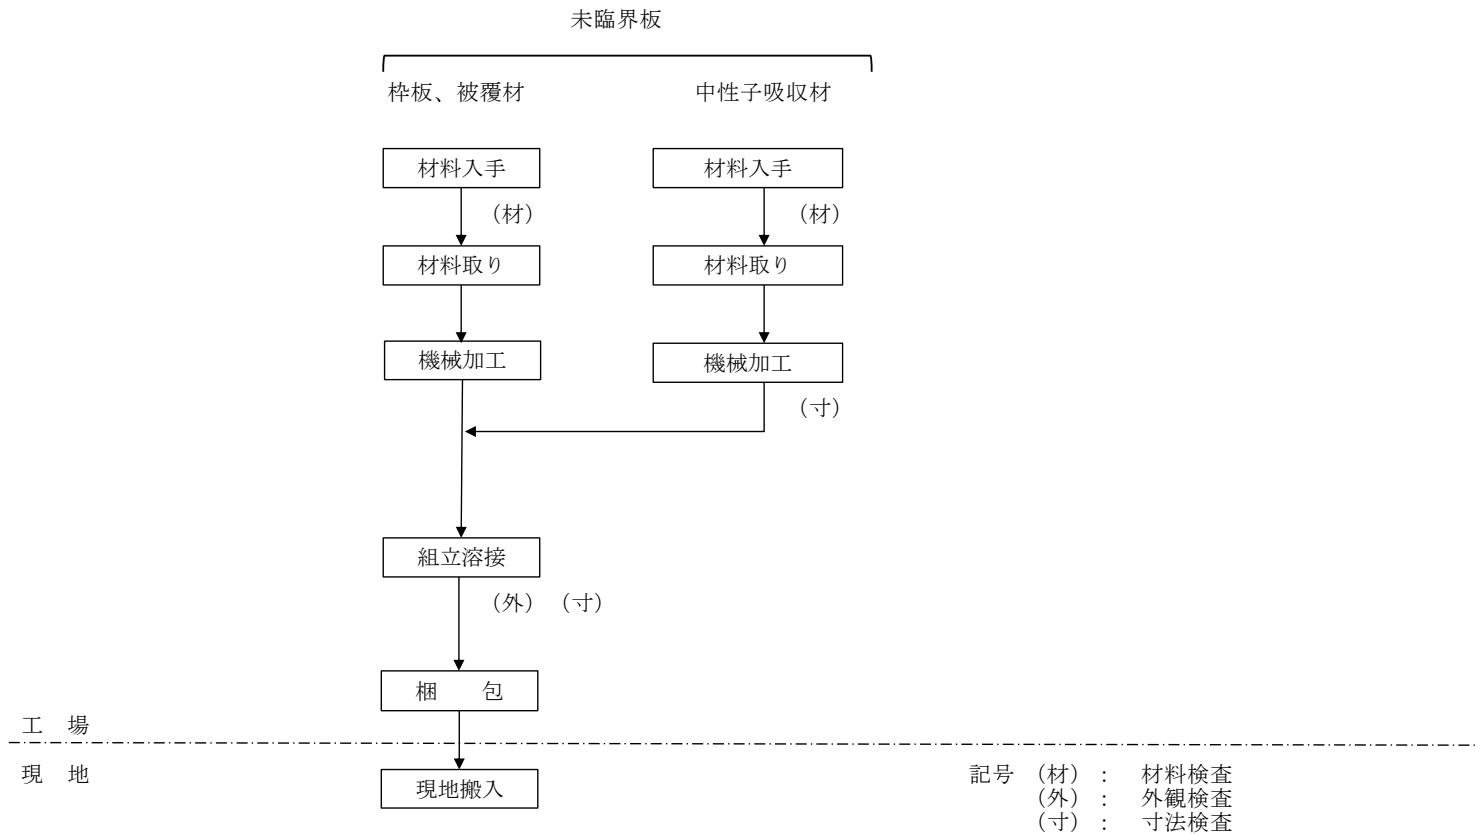 未臨界板
枠板、被覆材
中性子吸収材
材料入手
材料入手
（材）
（材）
材料取り
材料取り
機械加工
機械加工
（寸）
組立溶接
（外）（寸）
梱　包
工　場
現　地
現地搬入
記号 （材）： 材料検査
（外）： 外観検査
（寸）： 寸法検査